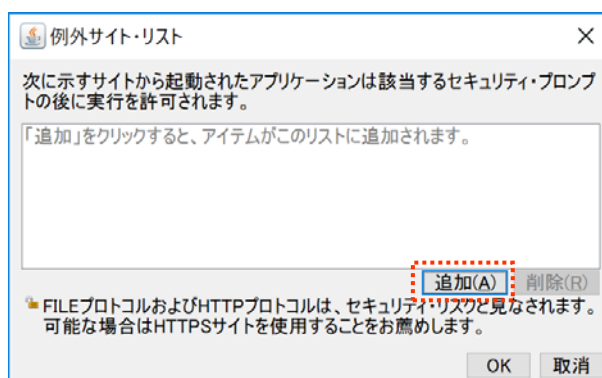 例外サイト・リスト
次に示すサイトから起動されたアプリケーションは該当するセキュリティ・プロンプ
トの後に実行を許可されます。
「追加」をクリックすると、アイテムがこのリストに追加されます。
追加(A) 削除(R)
FILEプロトコルおよびHTTPプロトコルは、セキュリティ・リスクと見なされます。
可能な場合はHTTPSサイトを使用することをお薦めします。
OK 取消